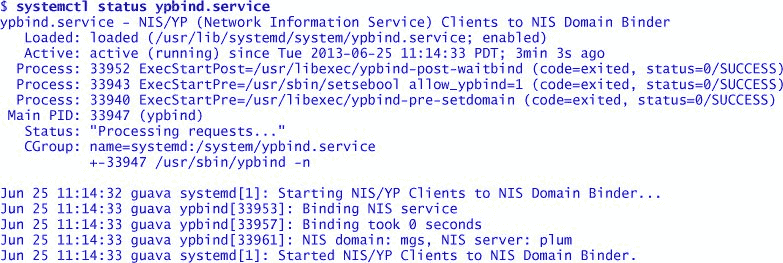 $ systemctl status ypbind.service
ypbind.service - NIS/YP (Network Information Service) Clients to NIS Domain Binder
   Loaded: loaded (/usr/lib/systemd/system/ypbind.service; enabled)
   Active: active (running) since Tue 2013-06-25 11:14:33 PDT; 3min 3s ago
  Process: 33952 ExecStartPost=/usr/libexec/ypbind-post-waitbind (code=exited, status=0/SUCCESS)
  Process: 33943 ExecStartPre=/usr/sbin/setsebool allow_ypbind=1 (code=exited, status=0/SUCCESS)
  Process: 33940 ExecStartPre=/usr/libexec/ypbind-pre-setdomain (code=exited, status=0/SUCCESS)
 Main PID: 33947 (ypbind)
   Status: "Processing requests..."
   CGroup: name=systemd:/system/ypbind.service
           +-33947 /usr/sbin/ypbind -n

Jun 25 11:14:32 guava systemd[1]: Starting NIS/YP Clients to NIS Domain Binder...
Jun 25 11:14:33 guava ypbind[33953]: Binding NIS service
Jun 25 11:14:33 guava ypbind[33957]: Binding took 0 seconds
Jun 25 11:14:33 guava ypbind[33961]: NIS domain: mgs, NIS server: plum
Jun 25 11:14:33 guava systemd[1]: Started NIS/YP Clients to NIS Domain Binder.